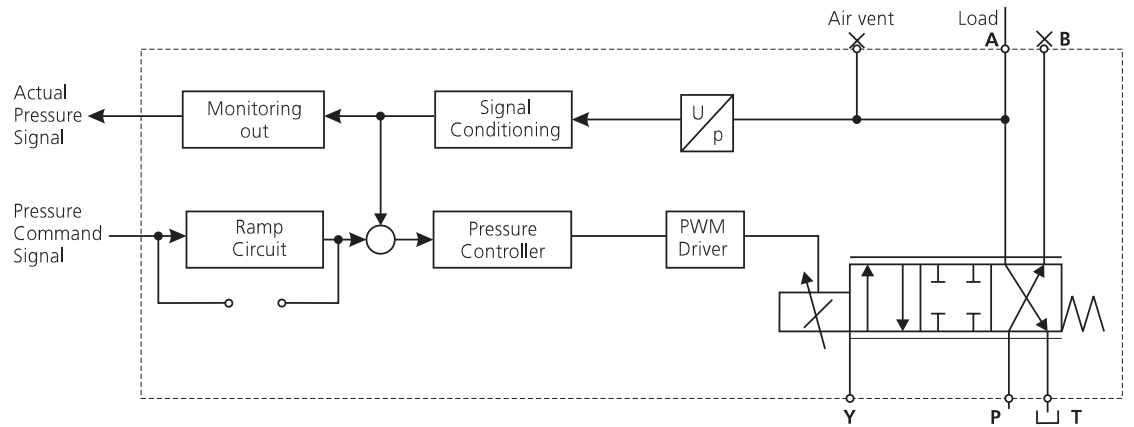 Air vent
Load
A
B
Actual
Pressure
Signal
Monitoring
out
Signal
Conditioning
U
p
Pressure
Command
Signal
Ramp
Circuit
Pressure
Controller
PWM
Driver
Y
P
T